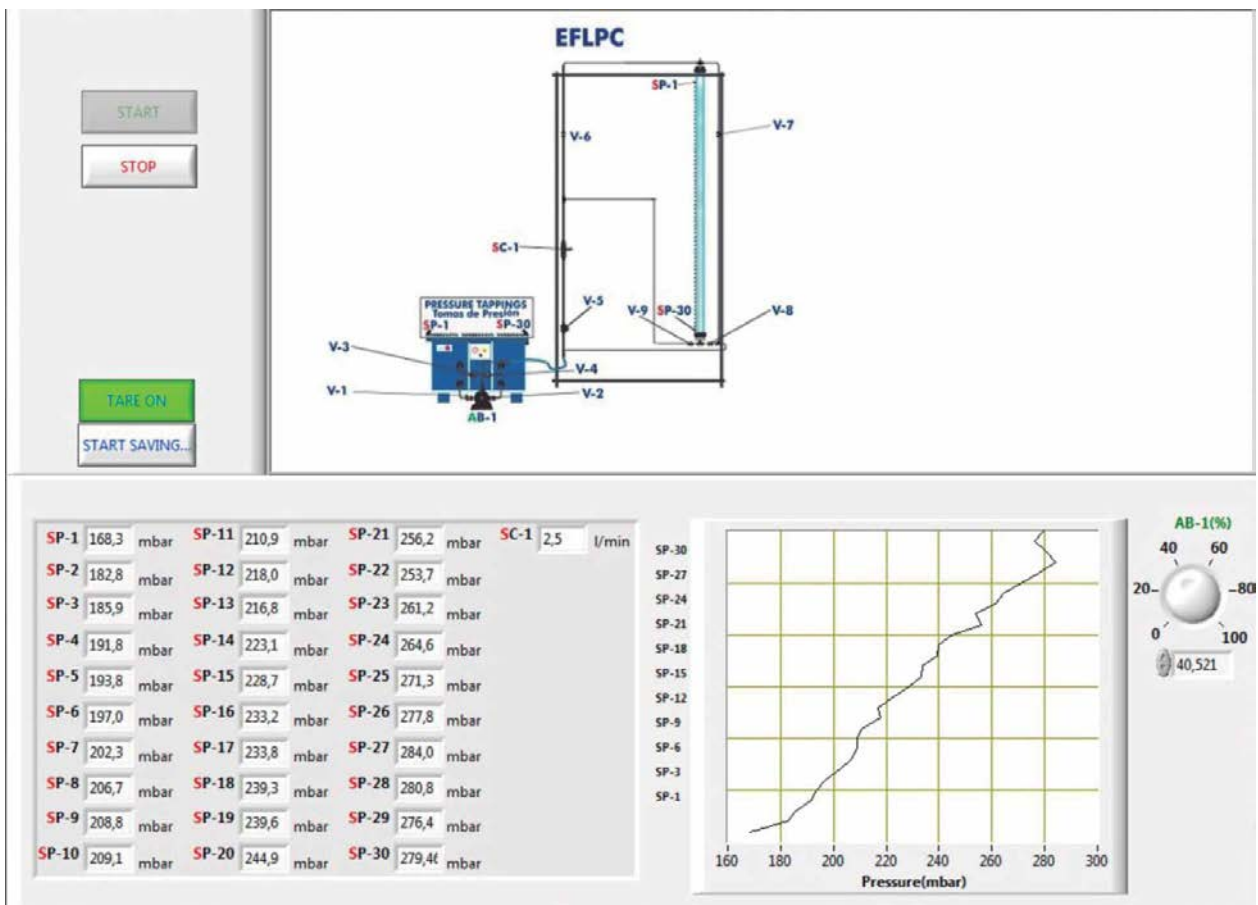 START
STOP
TARE ON
START SAVING...
EFLPC
SP-1
V-6
V-7
SC-1
V-5
V-9
SP-30
V-8
PRESSURE TAPPINGS
Tomas de Presión
SP-1 SP-30
V-3
V-4
V-1
V-2
AB-1
SP-1 168,3 mbar SP-11 210,9 mbar SP-21 256,2 mbar SC-1 2,5 l/min
SP-2 182,8 mbar SP-12 218,0 mbar SP-22 253,7 mbar
SP-3 185,9 mbar SP-13 216,8 mbar SP-23 261,2 mbar
SP-4 191,8 mbar SP-14 223,1 mbar SP-24 264,6 mbar
SP-5 193,8 mbar SP-15 228,7 mbar SP-25 271,3 mbar
SP-6 197,0 mbar SP-16 233,2 mbar SP-26 277,8 mbar
SP-7 202,3 mbar SP-17 233,8 mbar SP-27 284,0 mbar
SP-8 206,7 mbar SP-18 239,3 mbar SP-28 280,8 mbar
SP-9 208,8 mbar SP-19 239,6 mbar SP-29 276,4 mbar
SP-10 209,1 mbar SP-20 244,9 mbar SP-30 279,46 mbar
SP-30
SP-27
SP-24
SP-21
SP-18
SP-15
SP-12
SP-9
SP-6
SP-3
SP-1
160 180 200 220 240 260 280 300
Pressure(mbar)
AB-1(%)
40 60
20 80
0 100
40,521